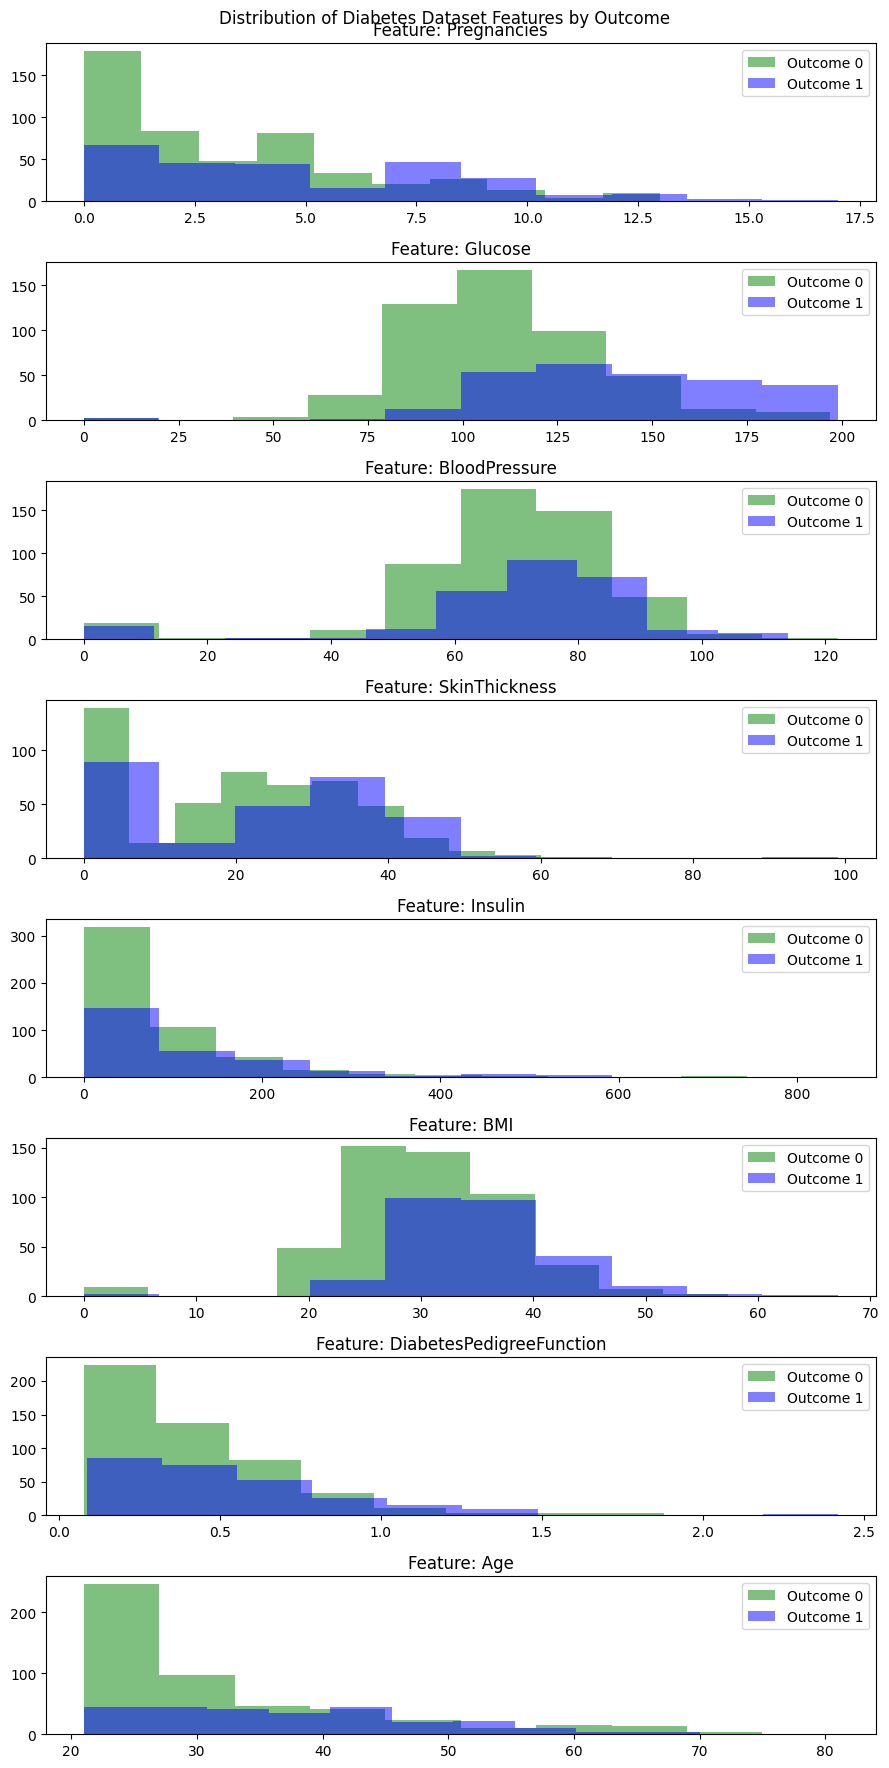 Distribution of Diabetes Dataset Features by Outcome
Feature: Pregnancies
Outcome 0
Outcome 1
150
100
50
0
0.0 2.5 5.0 7.5 10.0 12.5 15.0 17.5
Feature: Glucose
Outcome 0
Outcome 1
150
100
50
0
0 25 50 75 100 125 150 175 200
Feature: BloodPressure
Outcome 0
Outcome 1
150
100
50
0
0 20 40 60 80 100 120
Feature: SkinThickness
Outcome 0
Outcome 1
100
50
0
0 20 40 60 80 100
Feature: Insulin
Outcome 0
Outcome 1
300
200
100
0
0 200 400 600 800
Feature: BMI
Outcome 0
Outcome 1
150
100
50
0
0 10 20 30 40 50 60 70
Feature: DiabetesPedigreeFunction
Outcome 0
Outcome 1
200
150
100
50
0
0.0 0.5 1.0 1.5 2.0 2.5
Feature: Age
Outcome 0
Outcome 1
200
100
0
20 30 40 50 60 70 80